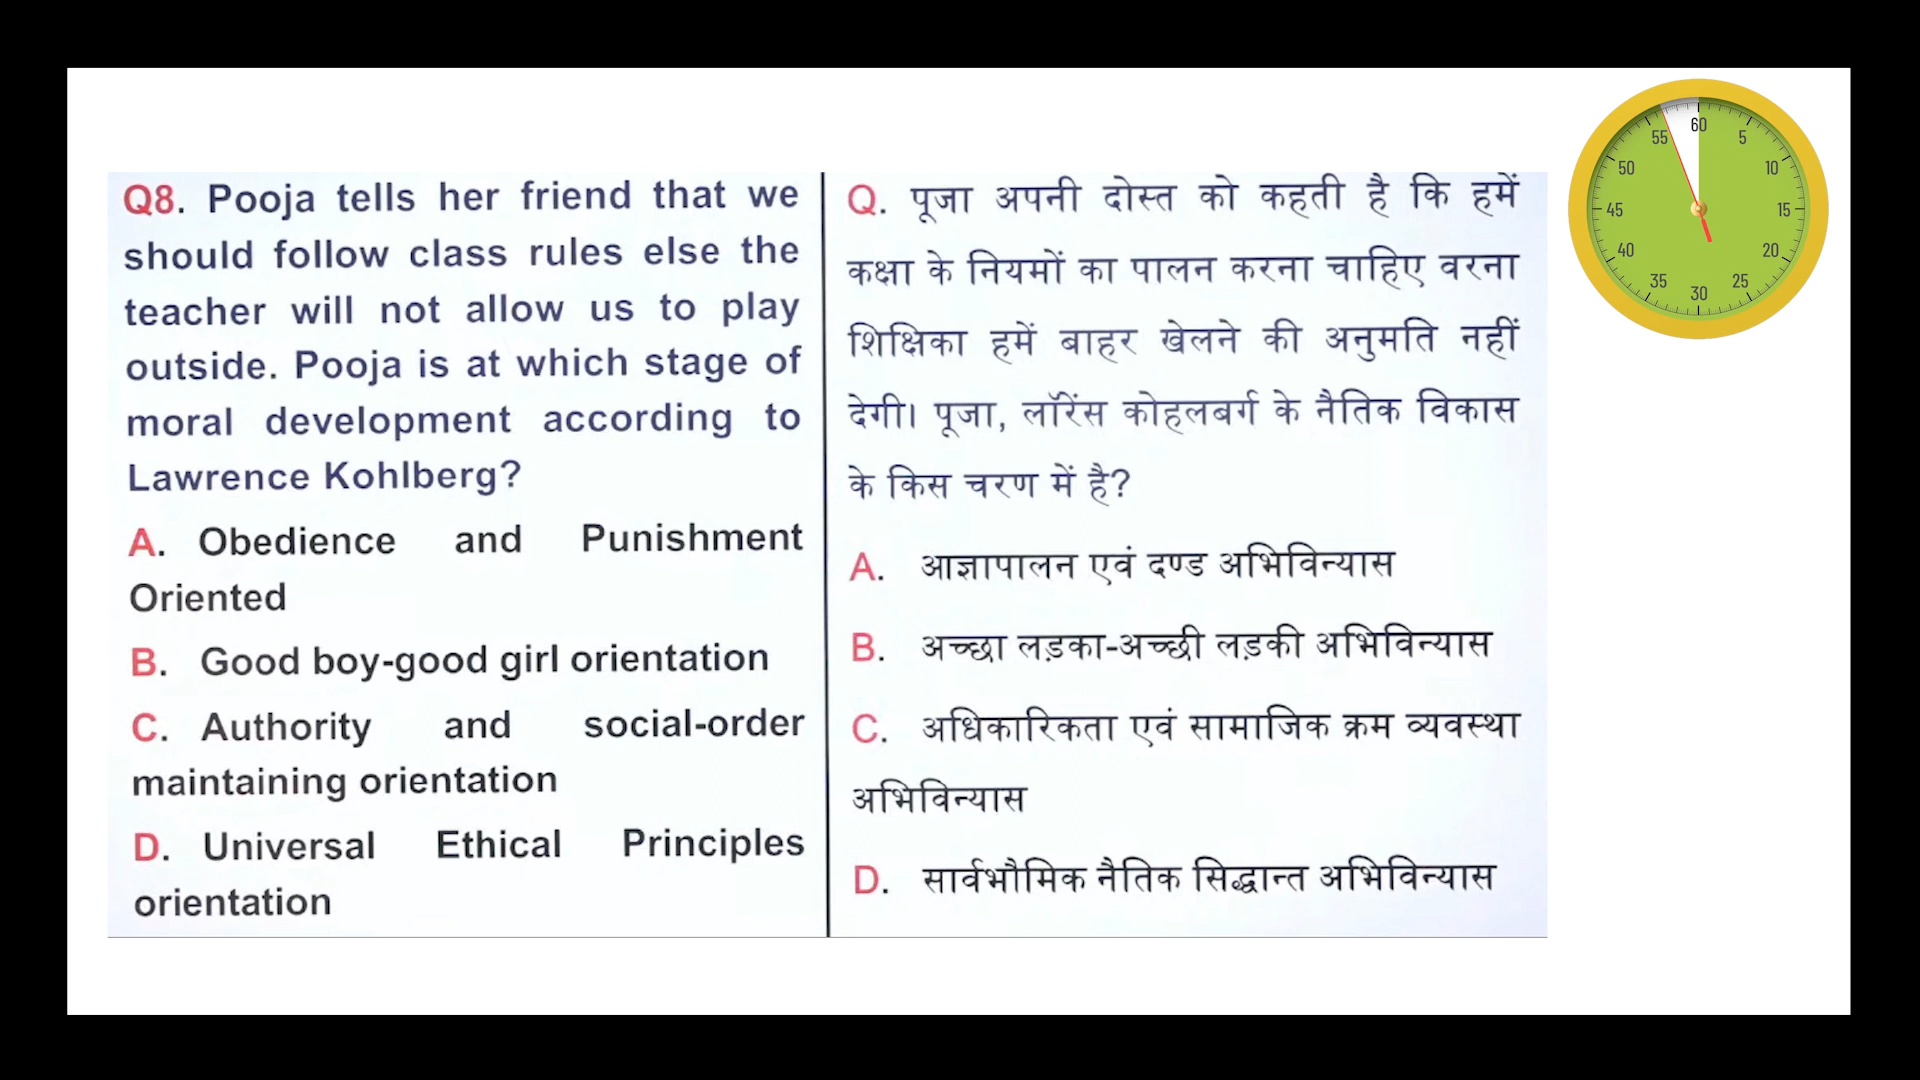 Q8. Pooja tells her friend that we
should follow class rules else the
teacher will not allow us to play
outside. Pooja is at which stage of
moral development according to
Lawrence Kohlberg?
A. Obedience and Punishment
Oriented
B. Good boy-good girl orientation
C. Authority and social-order
maintaining orientation
D. Universal Ethical Principles
orientation
Q. पूजा अपनी दोस्त को कहती है कि हमें
कक्षा के नियमों का पालन करना चाहिए वरना
शिक्षिका हमें बाहर खेलने की अनुमति नहीं
देगी। पूजा, लॉरेंस कोहलबर्ग के नैतिक विकास
के किस चरण में है?
A. आज्ञापालन एवं दण्ड अभिविन्यास
B. अच्छा लड़का-अच्छी लड़की अभिविन्यास
C. अधिकारिकता एवं सामाजिक क्रम व्यवस्था
अभिविन्यास
D. सार्वभौमिक नैतिक सिद्धान्त अभिविन्यास
60
5
10
15
20
25
30
35
40
45
50
55